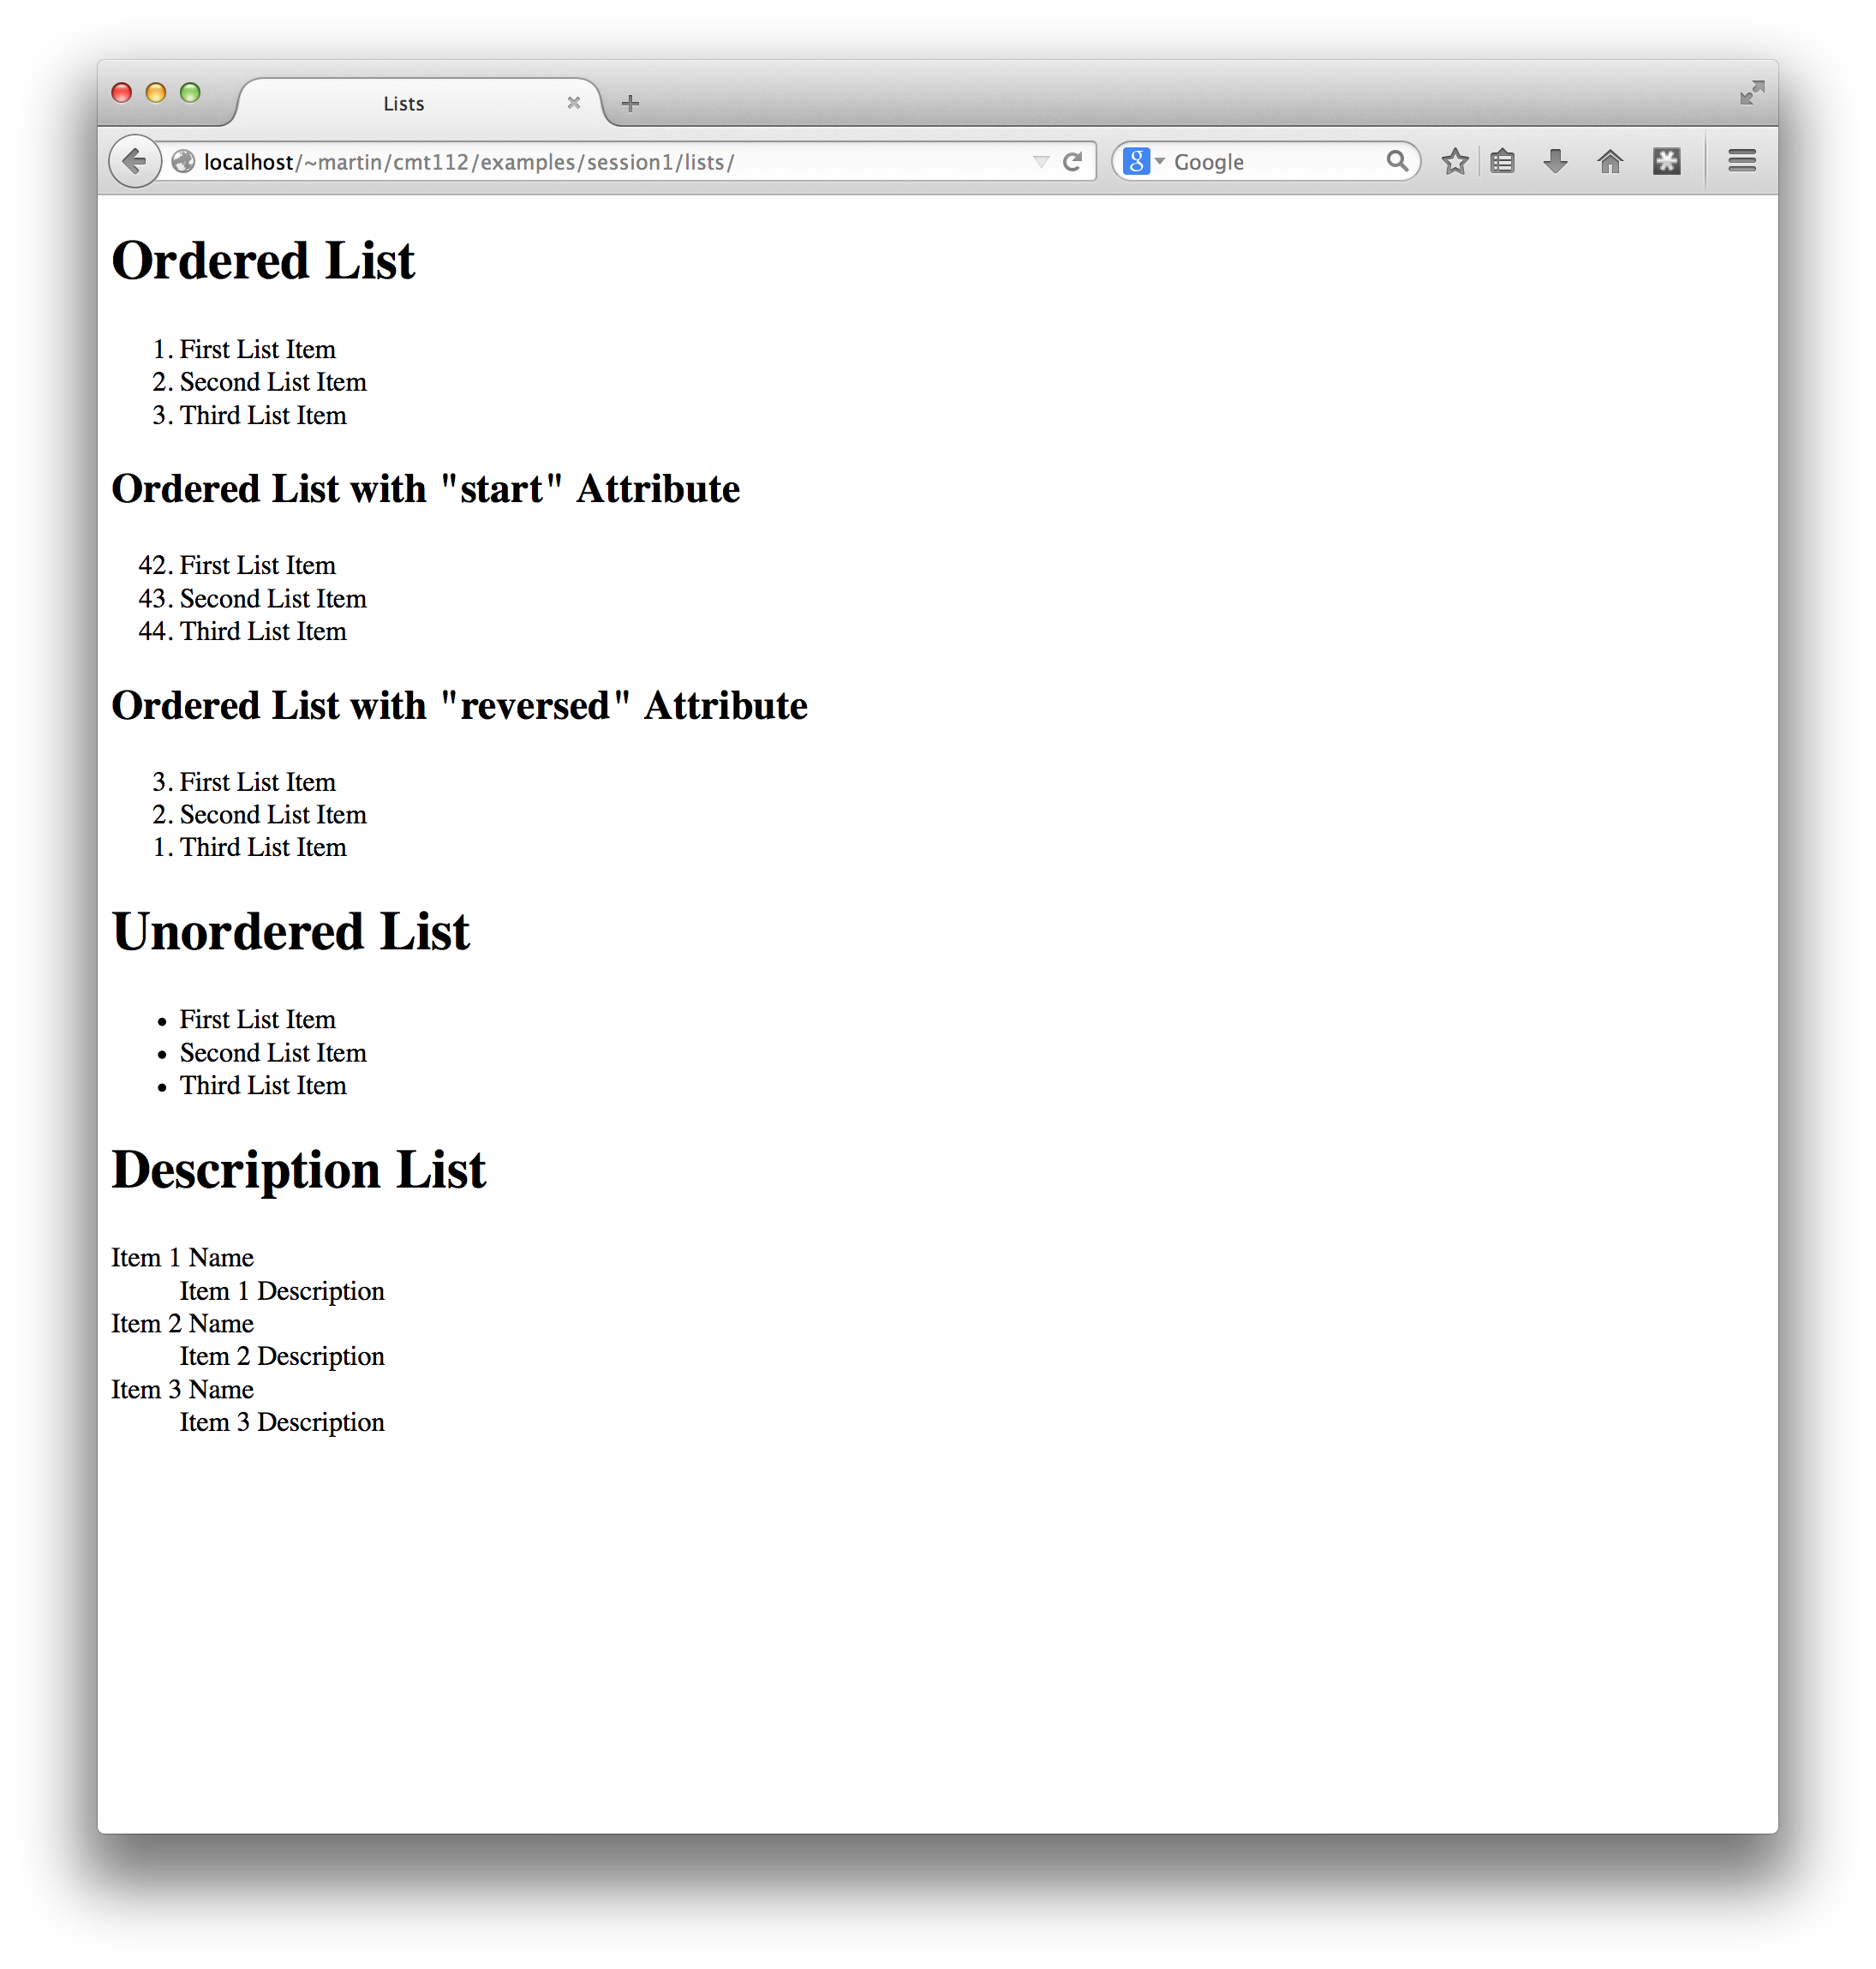 Lists
localhost/~martin/cmt112/examples/session1/lists/
g Google
Ordered List
1. First List Item
2. Second List Item
3. Third List Item
Ordered List with "start" Attribute
42. First List Item
43. Second List Item
44. Third List Item
Ordered List with "reversed" Attribute
3. First List Item
2. Second List Item
1. Third List Item
Unordered List
• First List Item
• Second List Item
• Third List Item
Description List
Item 1 Name
Item 1 Description
Item 2 Name
Item 2 Description
Item 3 Name
Item 3 Description